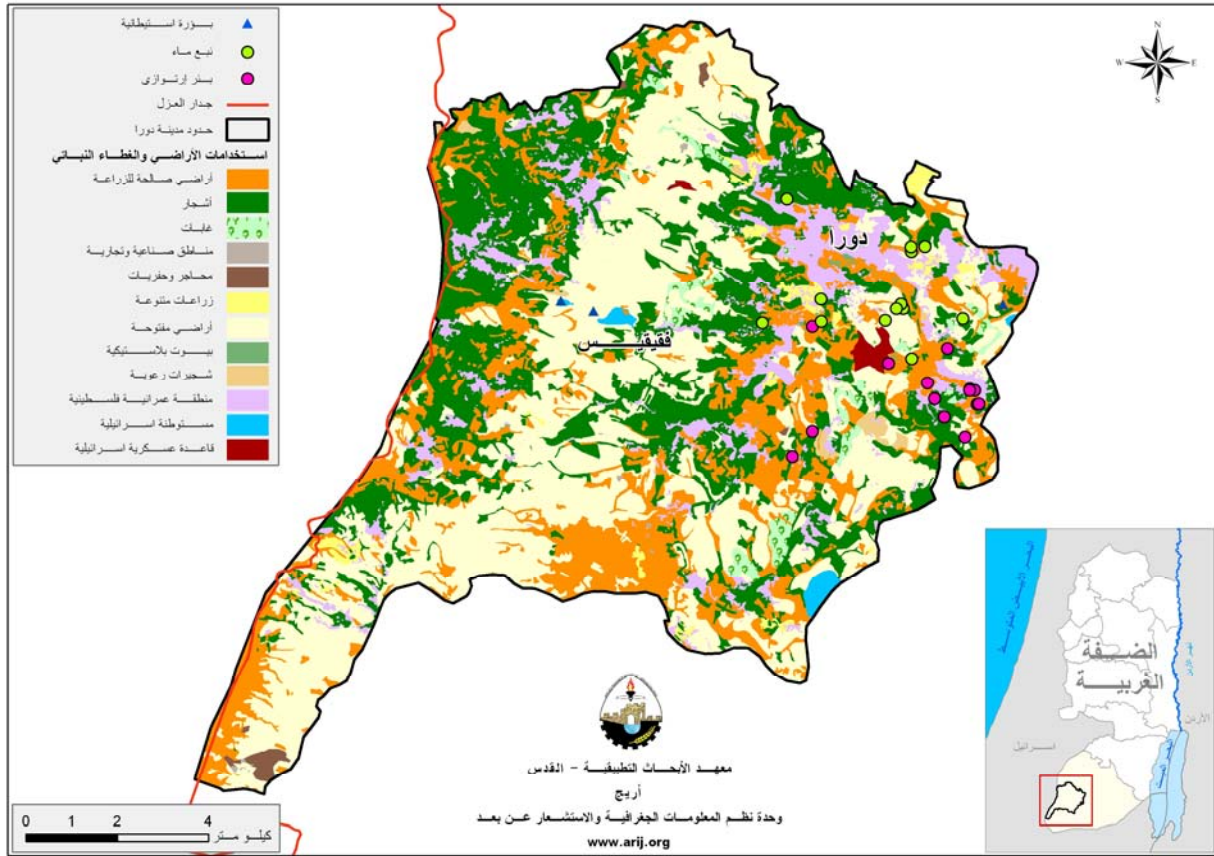 بـؤرة استـيطانية
نبع ماء
بئر ارتوازي
جدار العزل
حدود مدينة دورا
استخدامات الأراضي والغطاء النباتي
أراضي صالحة للزراعة
أشجار
غابات
مناطق صناعية وتجارية
محاجر وحفريات
زراعات متنوعة
أراضي مفتوحة
بيوت بلاستيكية
شجيرات رعوية
منطقة عمرانية فلسطينية
مستوطنة اسرائيلية
قاعدة عسكرية اسرائيلية
N
W E
S
دورا
فقيقيس
معهد الأبحاث التطبيقية – القدس
أريج
وحدة نظم المعلومات الجغرافية والاستشعار عن بعد
www.arij.org
0 1 2 4
كيلو متر
البحر الأبيض المتوسط
الضفة
الغربية
نهر الأردن
الأردن
اسرائيل
البحر الميت